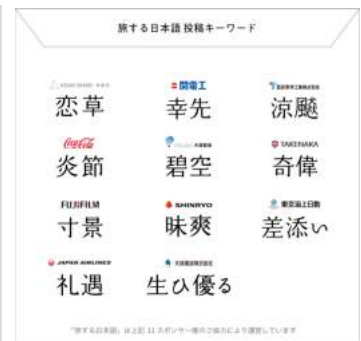 旅する日本語 投稿キーワード
関電工
恋草
幸先
涼飈
Coca-Cola
TAKENAKA
炎節
碧空
奇偉
FUJIFILM
SHINRYO
東京海上日動
寸景
昧爽
差添い
JAPAN AIRLINES
礼遇
生ひ優る
「旅する日本語」は上記 11 スポンサー様のご協力により運営しています